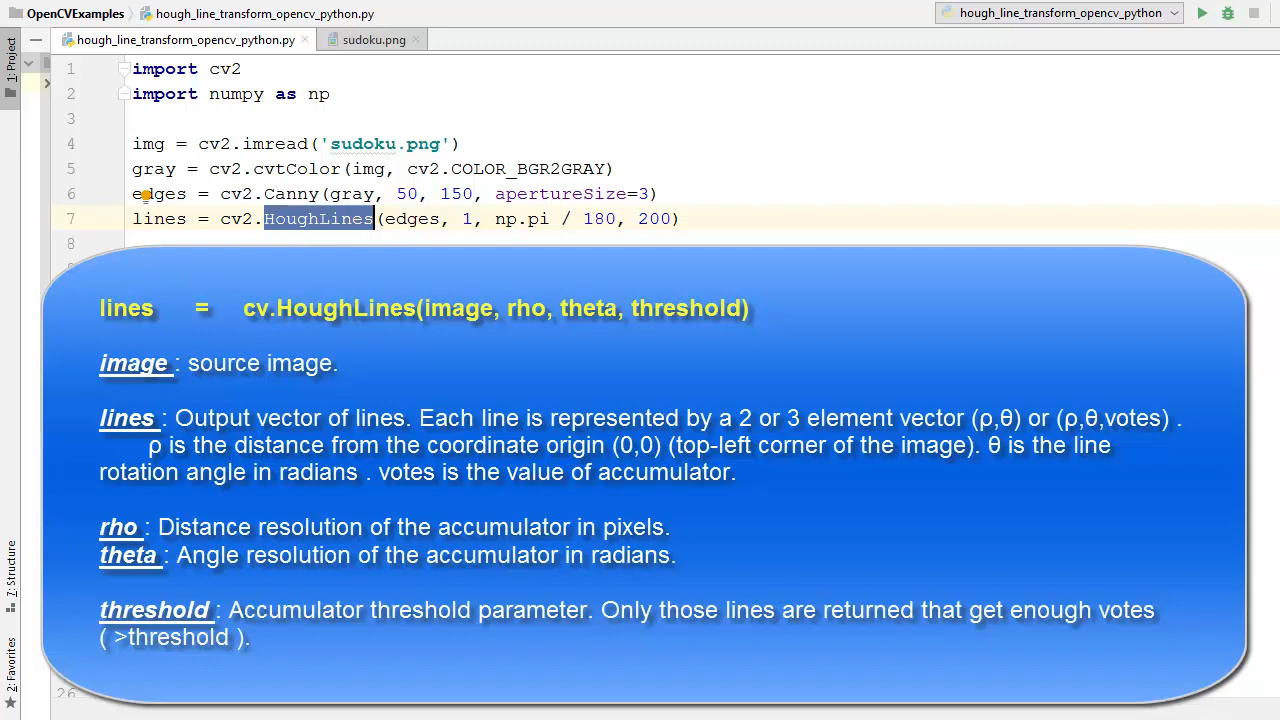 OpenCVExamples
hough_line_transform_opencv_python.py
hough_line_transform_opencv_python
hough_line_transform_opencv_python.py
sudoku.png
1: Project
1 import cv2
2 import numpy as np
3
4 img = cv2.imread('sudoku.png')
5 gray = cv2.cvtColor(img, cv2.COLOR_BGR2GRAY)
6 edges = cv2.Canny(gray, 50, 150, apertureSize=3)
7 lines = cv2.HoughLines(edges, 1, np.pi / 180, 200)
8
lines = cv.HoughLines(image, rho, theta, threshold)
image : source image.
lines : Output vector of lines. Each line is represented by a 2 or 3 element vector (ρ,θ) or (ρ,θ,votes) .
ρ is the distance from the coordinate origin (0,0) (top-left corner of the image). θ is the line
rotation angle in radians . votes is the value of accumulator.
rho : Distance resolution of the accumulator in pixels.
theta : Angle resolution of the accumulator in radians.
threshold : Accumulator threshold parameter. Only those lines are returned that get enough votes
( >threshold ).
26
7: Structure
2: Favorites